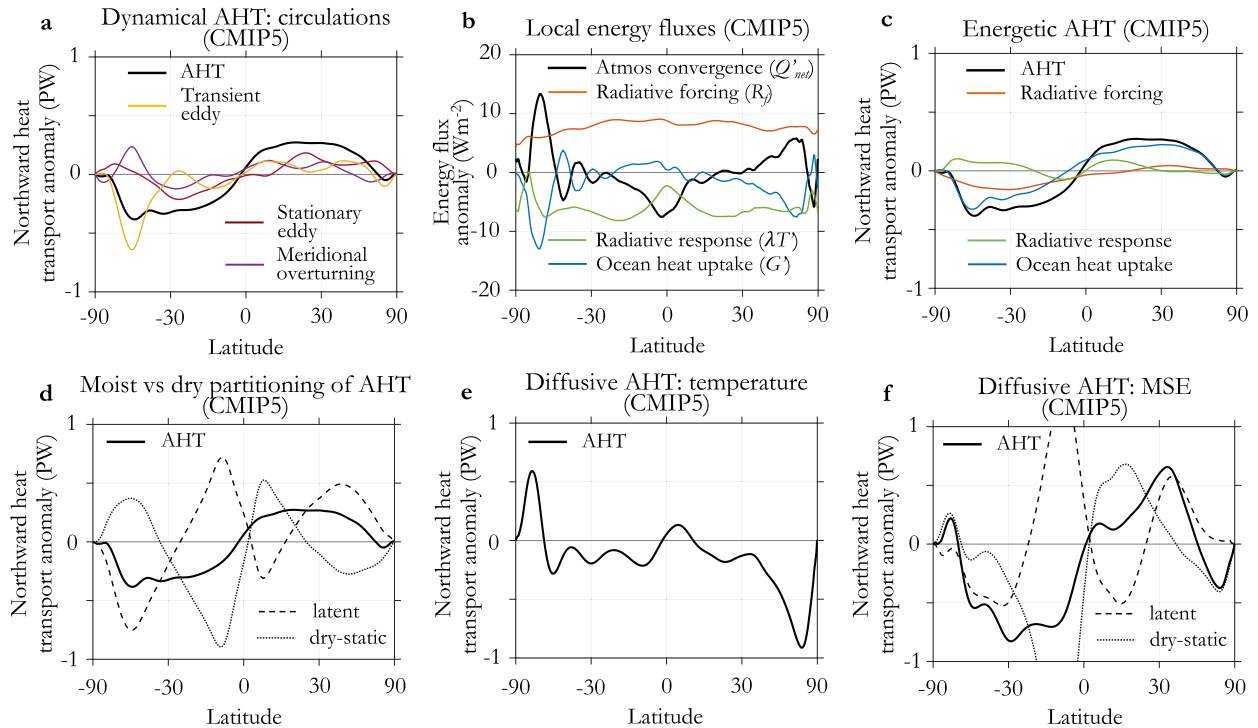 a
Dynamical AHT: circulations
(CMIP5)
1
0
-1
Northward heat
transport anomaly (PW)
AHT
Transient
eddy
Stationary
eddy
Meridional
overturning
-90
-30
0
30
90
Latitude
b
Local energy fluxes (CMIP5)
20
10
0
-10
-20
Energy flux
anomaly (Wm-2)
Atmos convergence (Q'net)
Radiative forcing (Rf)
Radiative response (λT')
Ocean heat uptake (G')
-90
-30
0
30
90
Latitude
c
Energetic AHT (CMIP5)
1
0
-1
Northward heat
transport anomaly (PW)
AHT
Radiative forcing
Radiative response
Ocean heat uptake
-90
-30
0
30
90
Latitude
d
Moist vs dry partitioning of AHT
(CMIP5)
1
0
-1
Northward heat
transport anomaly (PW)
AHT
latent
dry-static
-90
-30
0
30
90
Latitude
e
Diffusive AHT: temperature
(CMIP5)
1
0
-1
Northward heat
transport anomaly (PW)
AHT
-90
-30
0
30
90
Latitude
f
Diffusive AHT: MSE
(CMIP5)
1
0
-1
Northward heat
transport anomaly (PW)
AHT
latent
dry-static
-90
-30
0
30
90
Latitude